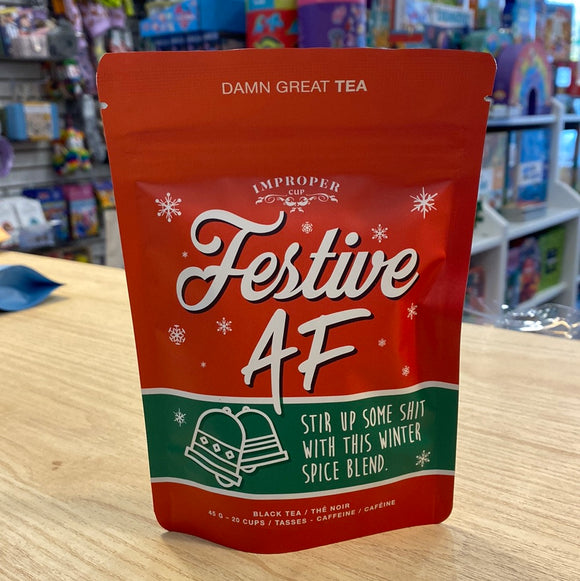 DAMN GREAT TEA
IMPROPER
CUP
Festive
AF
STIR UP SOME SHIT
WITH THIS WINTER
SPICE BLEND.
BLACK TEA / THÉ NOIR
45 G - 20 CUPS / TASSES - CAFFEINE / CAFÉINE